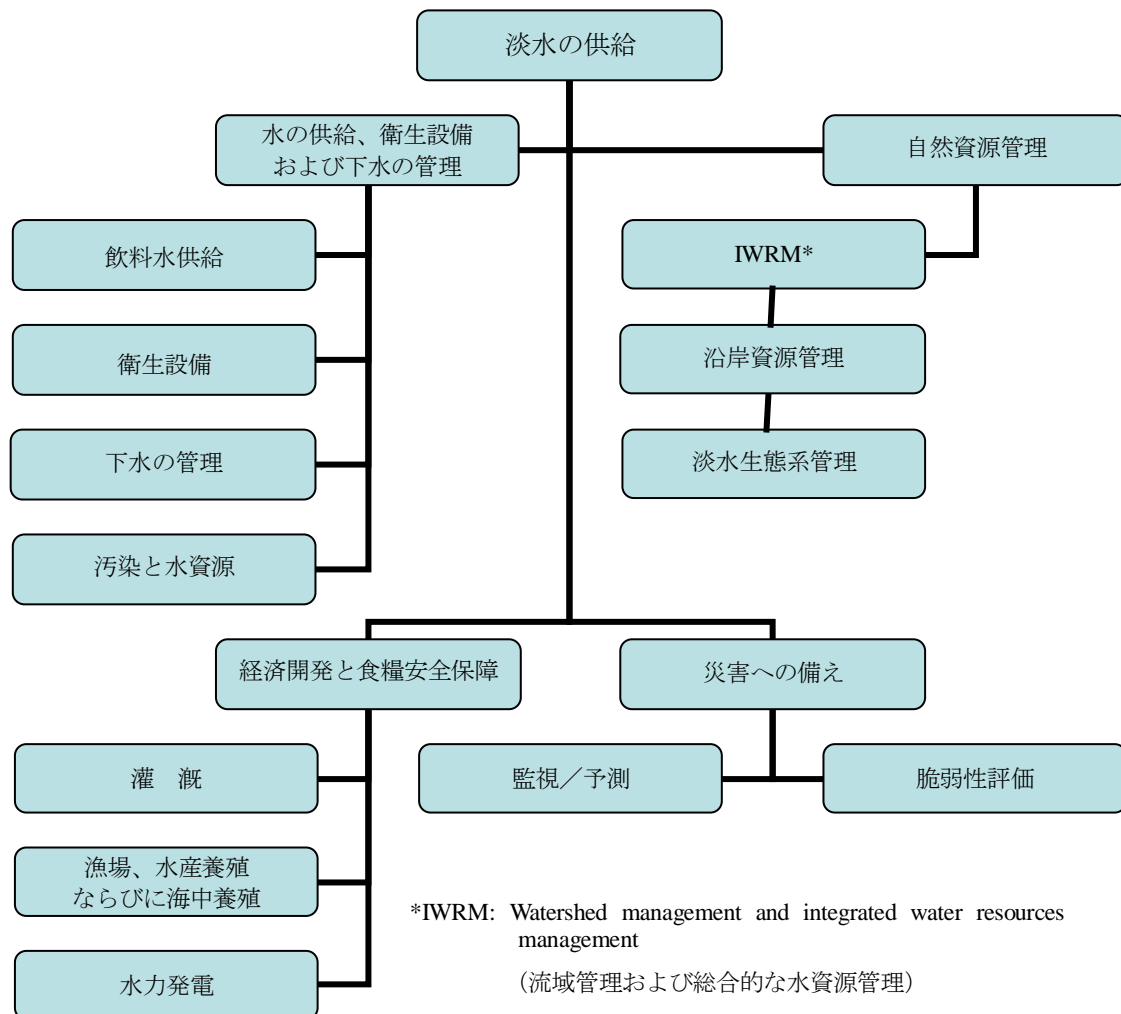 淡水の供給
水の供給、衛生設備
および下水の管理
自然資源管理
飲料水供給
IWRM*
衛生設備
沿岸資源管理
下水の管理
淡水生態系管理
汚染と水資源
経済開発と食糧安全保障
災害への備え
灌　漑
監視／予測
脆弱性評価
漁場、水産養殖
ならびに海中養殖
*IWRM: Watershed management and integrated water resources
management
（流域管理および総合的な水資源管理）
水力発電